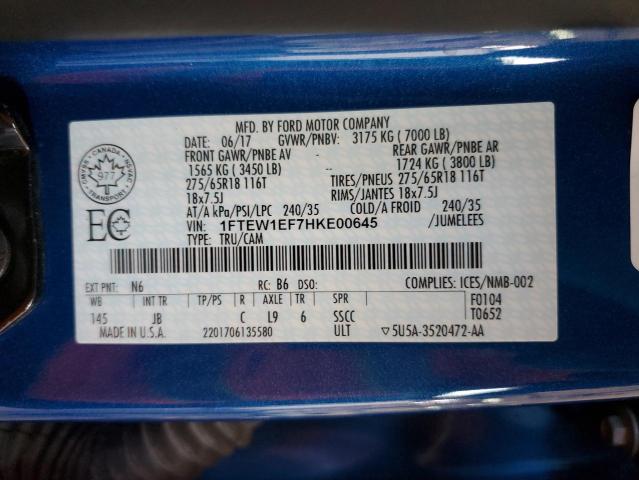 MFD. BY FORD MOTOR COMPANY
DATE: 06/17 GVWR/PNBV: 3175 KG ( 7000 LB)
FRONT GAWR/PNBE AV -- REAR GAWR/PNBE AR
1565 KG ( 3450 LB) 1724 KG ( 3800 LB)
275/65R18 116T TIRES/PNEUS 275/65R18 116T
18x7.5J RIMS/JANTES 18x7.5J
AT/A kPa/PSI/LPC 240/35 COLD/A FROID 240/35
VIN: 1FTEW1EF7HKE00645 /JUMELEES
TYPE: TRU/CAM
CANADA
TRANSPORT
977
EC
EXT PNT: N6 RC: B6 DSO: COMPLIES: ICES/NMB-002
WB INT TR TP/PS R AXLE TR SPR F0104
145 JB C L9 6 SSCC T0652
MADE IN U.S.A. 2201706135580 ULT ▽5U5A-3520472-AA